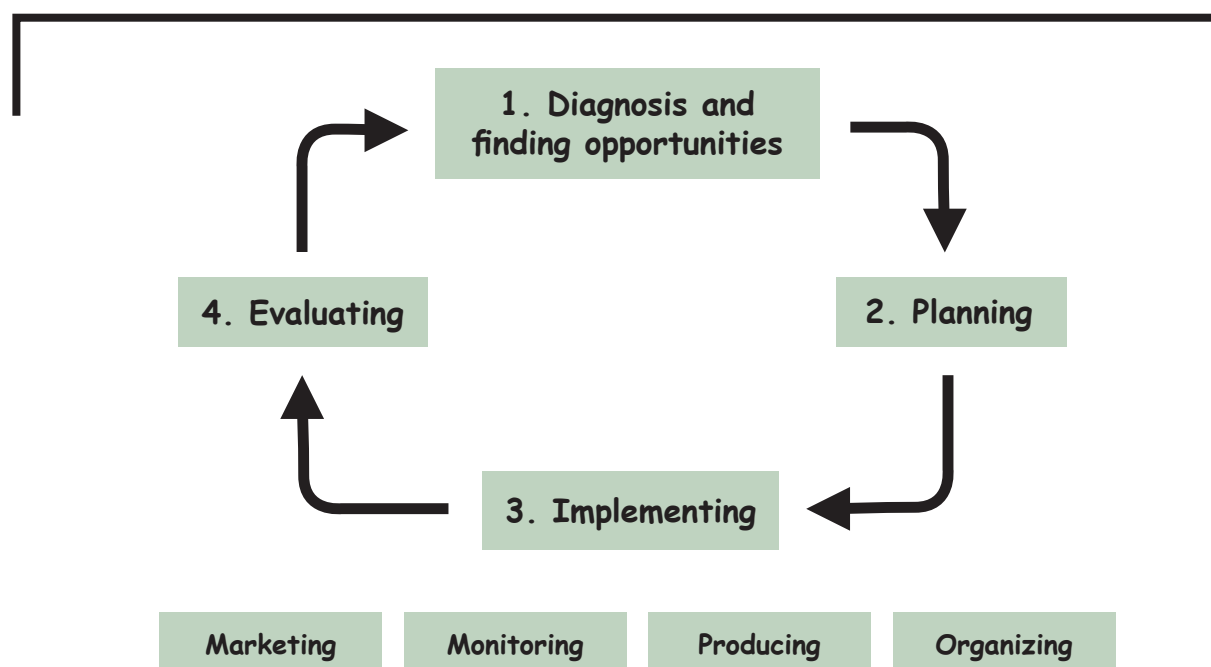 1. Diagnosis and
finding opportunities
4. Evaluating
2. Planning
3. Implementing
Marketing
Monitoring
Producing
Organizing